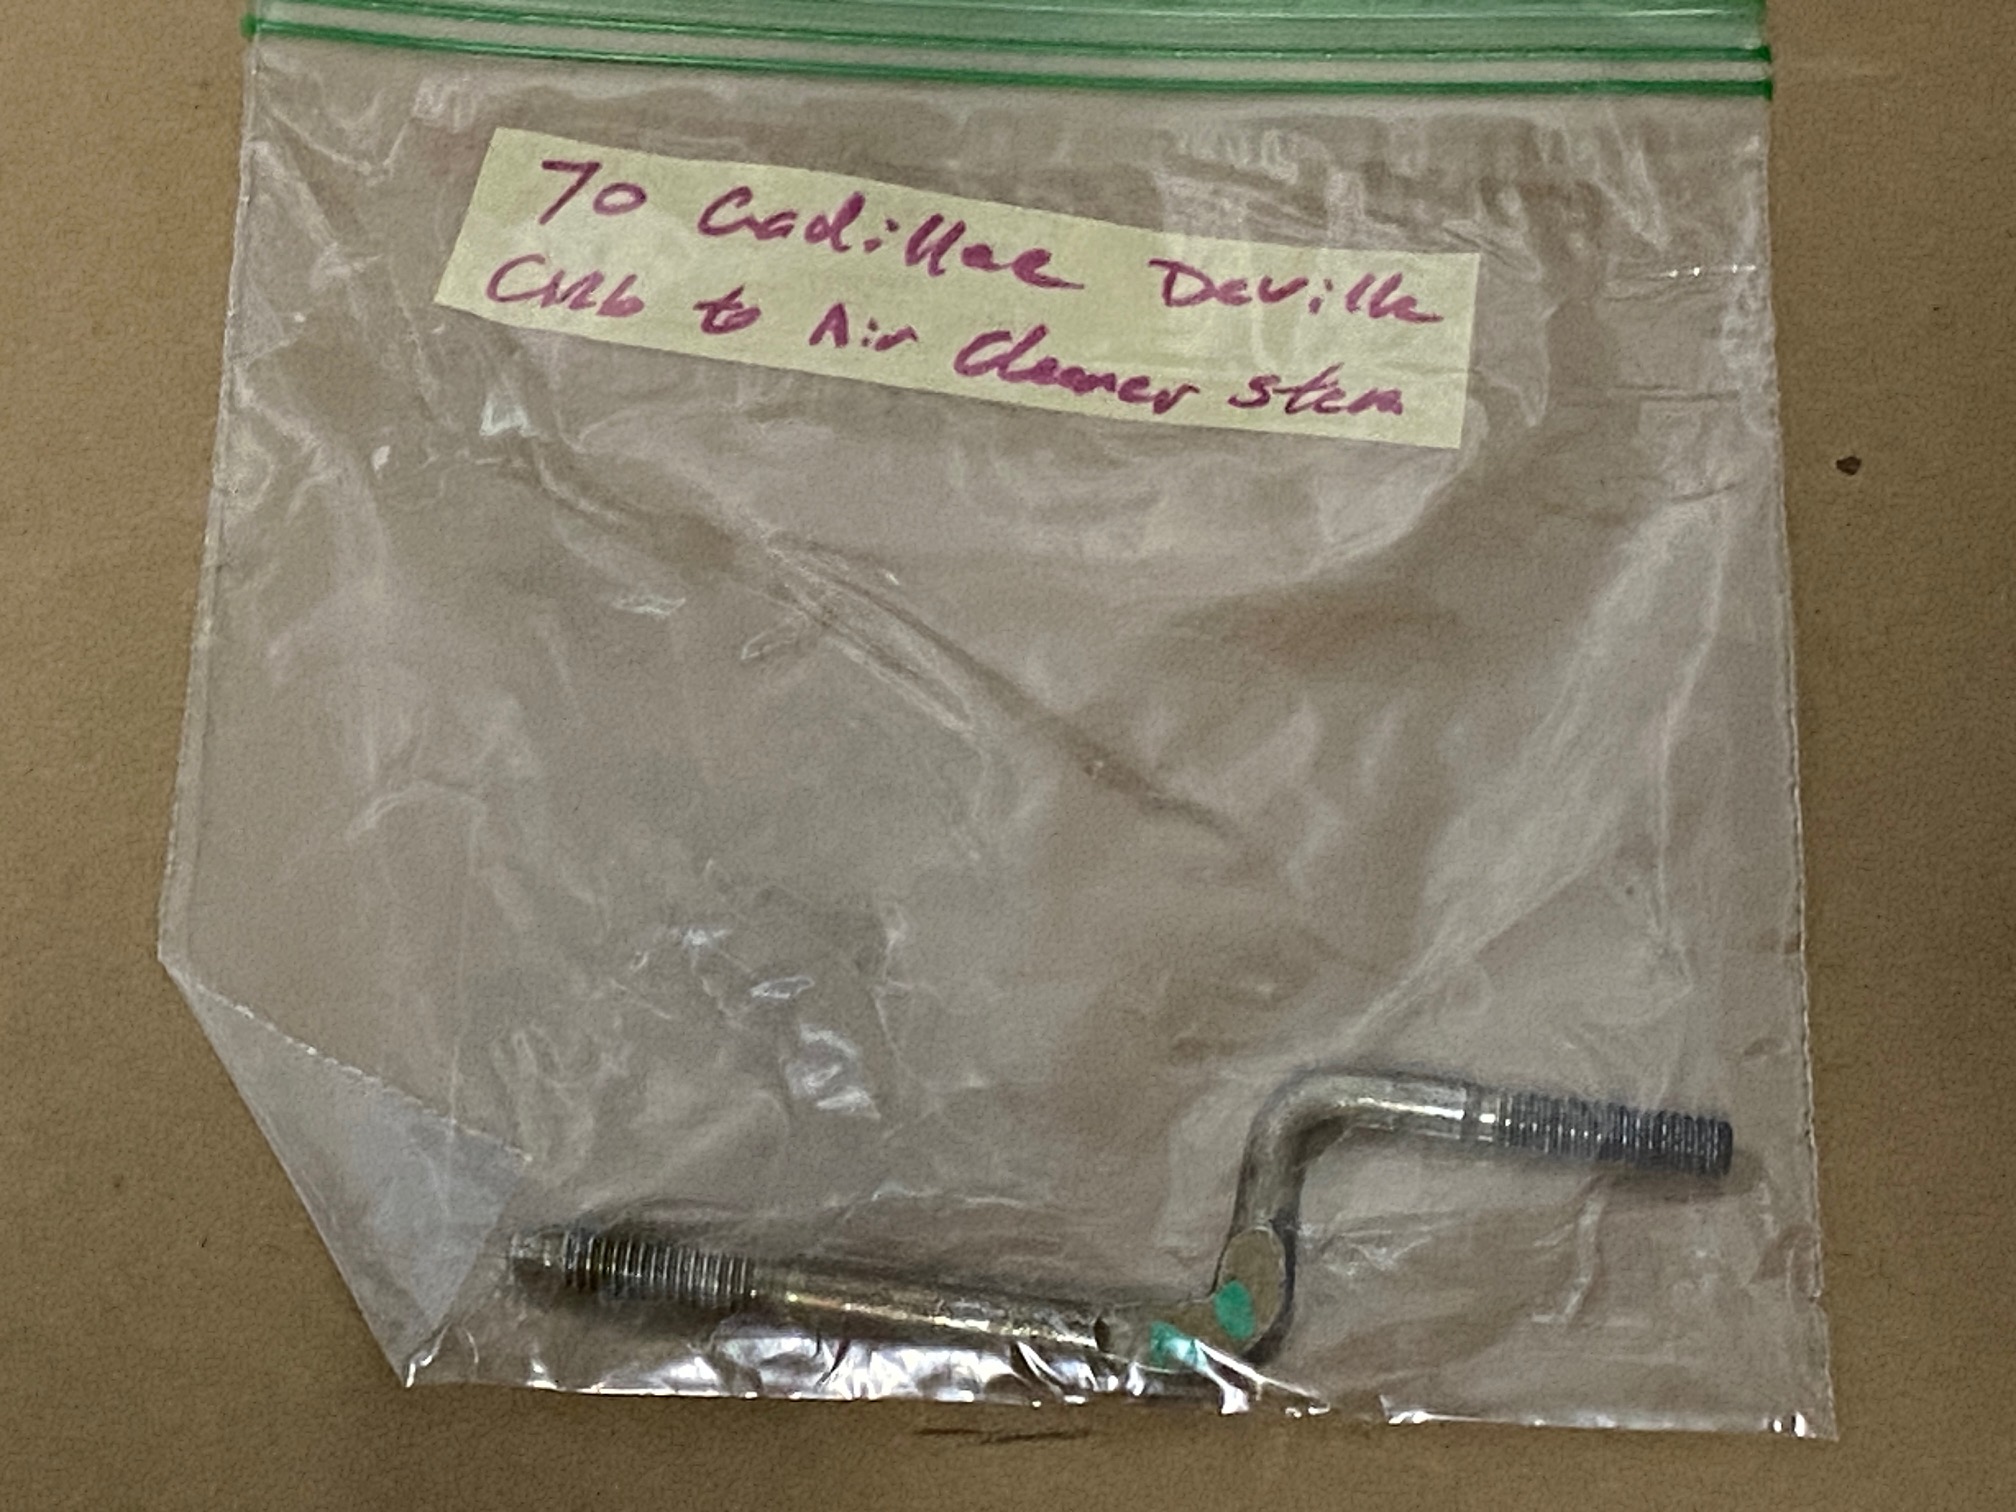 70 Cadillac Deville
Carb to Air Cleaner stem